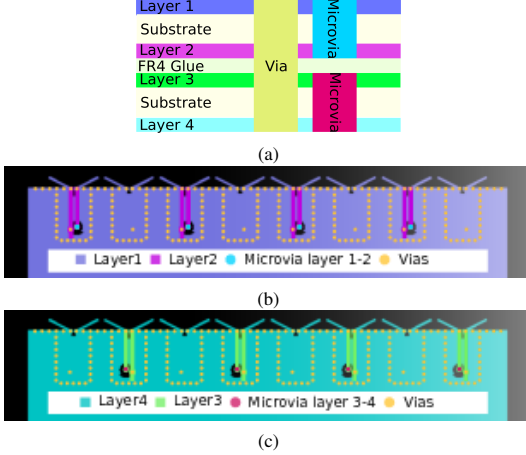 Layer 1
Substrate
Layer 2
FR4 Glue
Layer 3
Substrate
Layer 4
Via
Microvia
Microvia
(a)
Layer1 Layer2 Microvia layer 1-2 Vias
(b)
Layer4 Layer3 Microvia layer 3-4 Vias
(c)